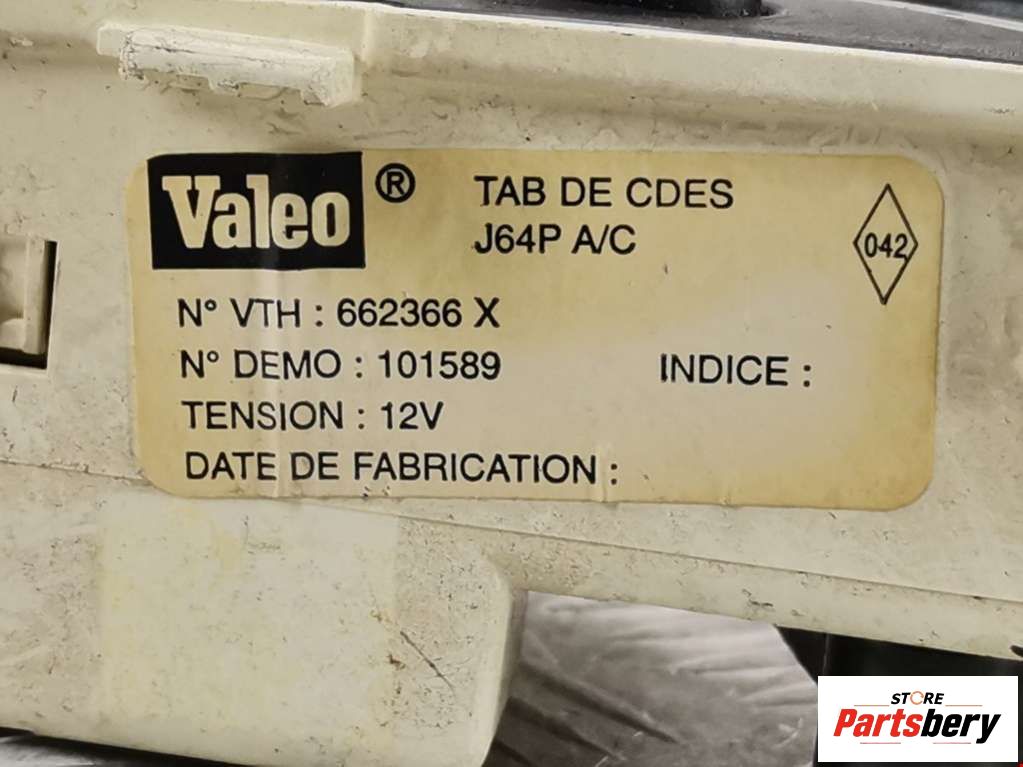 Valeo ® TAB DE CDES
J64P A/C
042
N° VTH : 662366 X
N° DEMO : 101589 INDICE :
TENSION : 12V
DATE DE FABRICATION :
STORE
Partsbery